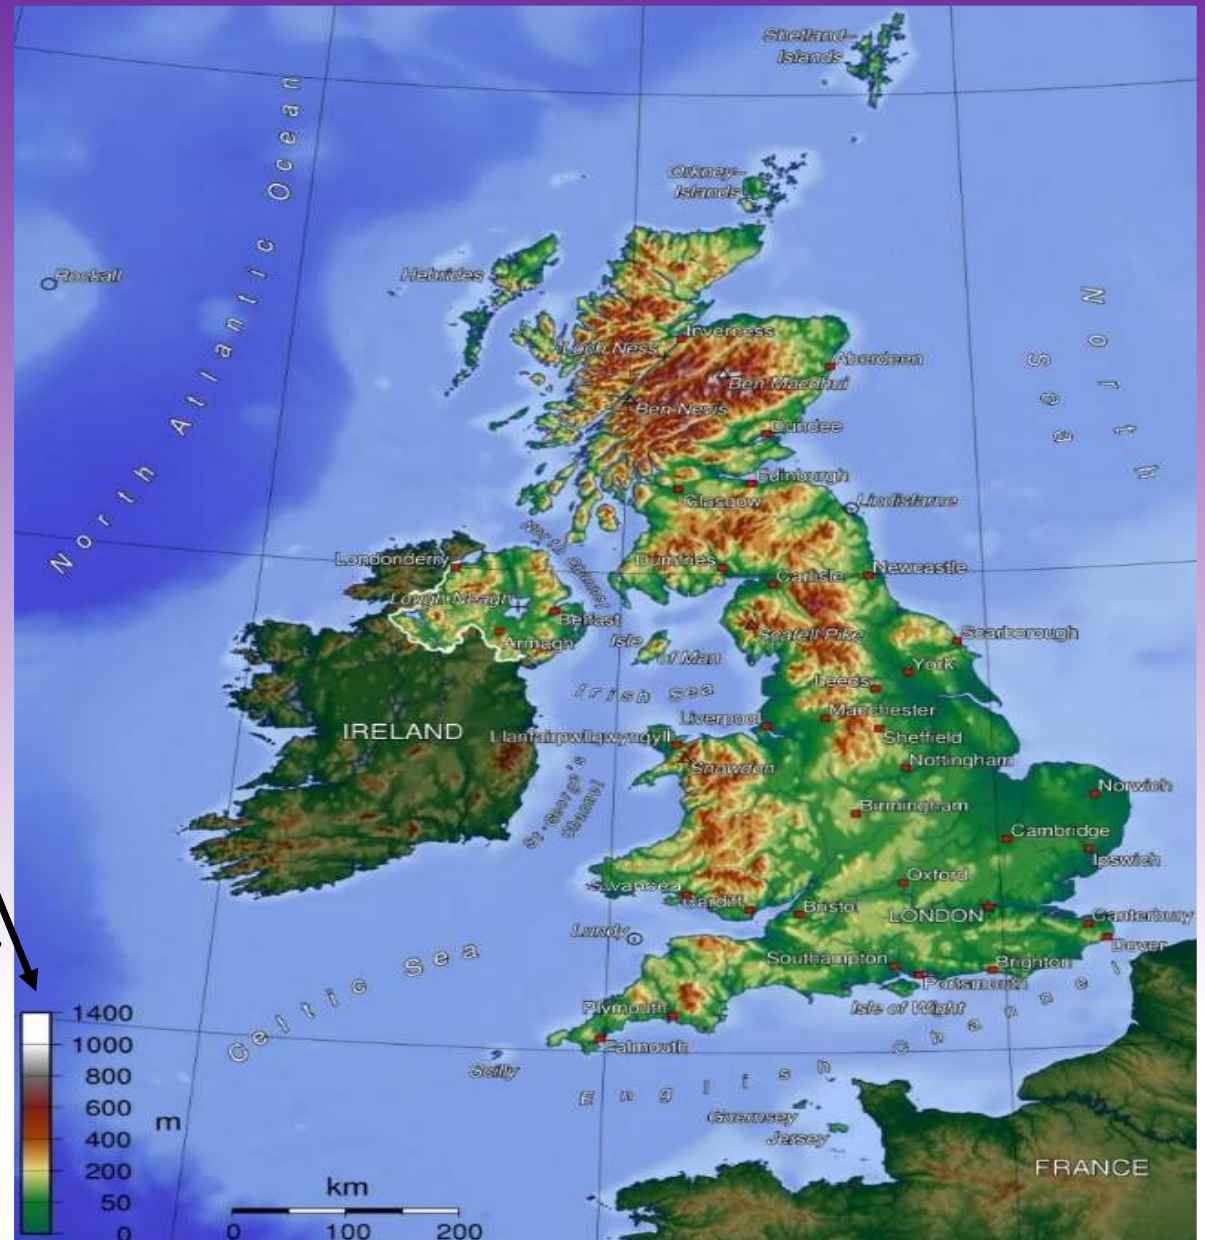 Shetland
Islands
Orkney
Islands
North Atlantic Ocean
Rockall
Hebrides
North
Sea
Inverness
Loch Ness
Aberdeen
Ben Macdhui
Ben Nevis
Dundee
Edinburgh
Glasgow
Lindisfarne
North Channel
Londonderry
Dumfries
Carlisle
Newcastle
Lough Neagh
Belfast
Armagh
Isle
of Man
Scafell Pike
Scarborough
York
Leeds
Irish Sea
Liverpool
Manchester
Sheffield
IRELAND
Llanfairpwllgwyngyll
Snowdon
Nottingham
Norwich
St. George's
Channel
Birmingham
Cambridge
Ipswich
Swansea
Cardiff
Oxford
Bristol
LONDON
Canterbury
Dover
Lundy
Celtic Sea
Southampton
Brighton
Portsmouth
Isle of Wight
Plymouth
Falmouth
Scilly
English Channel
Guernsey
Jersey
FRANCE
1400
1000
800
600
400
200
50
0
m
km
0 100 200